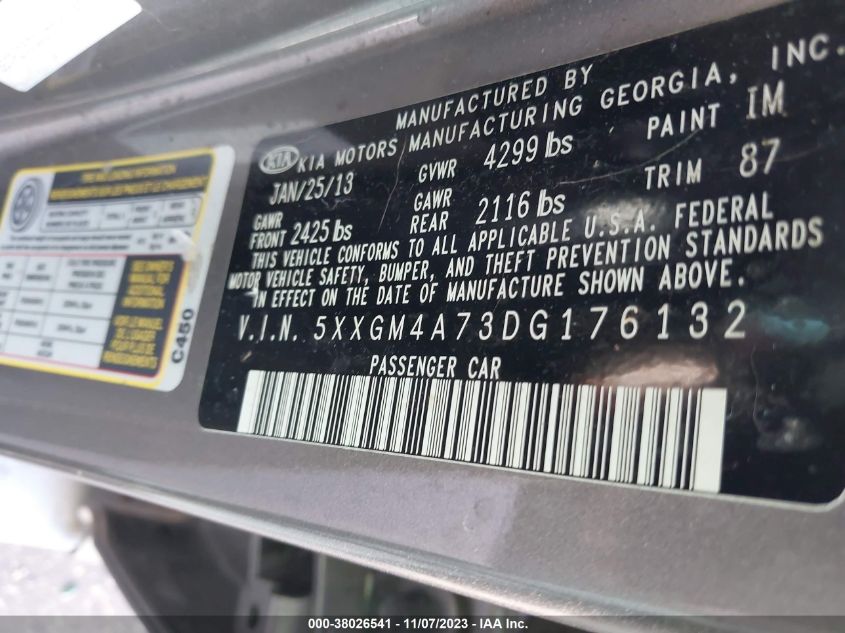 MANUFACTURED BY
KIA KIA MOTORS MANUFACTURING GEORGIA, INC.
JAN/25/13 GVWR 4299 lbs PAINT IM
GAWR FRONT 2425 lbs GAWR REAR 2116 lbs TRIM 87
THIS VEHICLE CONFORMS TO ALL APPLICABLE U.S.A. FEDERAL
MOTOR VEHICLE SAFETY, BUMPER, AND THEFT PREVENTION STANDARDS
IN EFFECT ON THE DATE OF MANUFACTURE SHOWN ABOVE.
V.I.N. 5XXGM4A73DG176132
PASSENGER CAR
C450
000-38026541 - 11/07/2023 - IAA Inc.